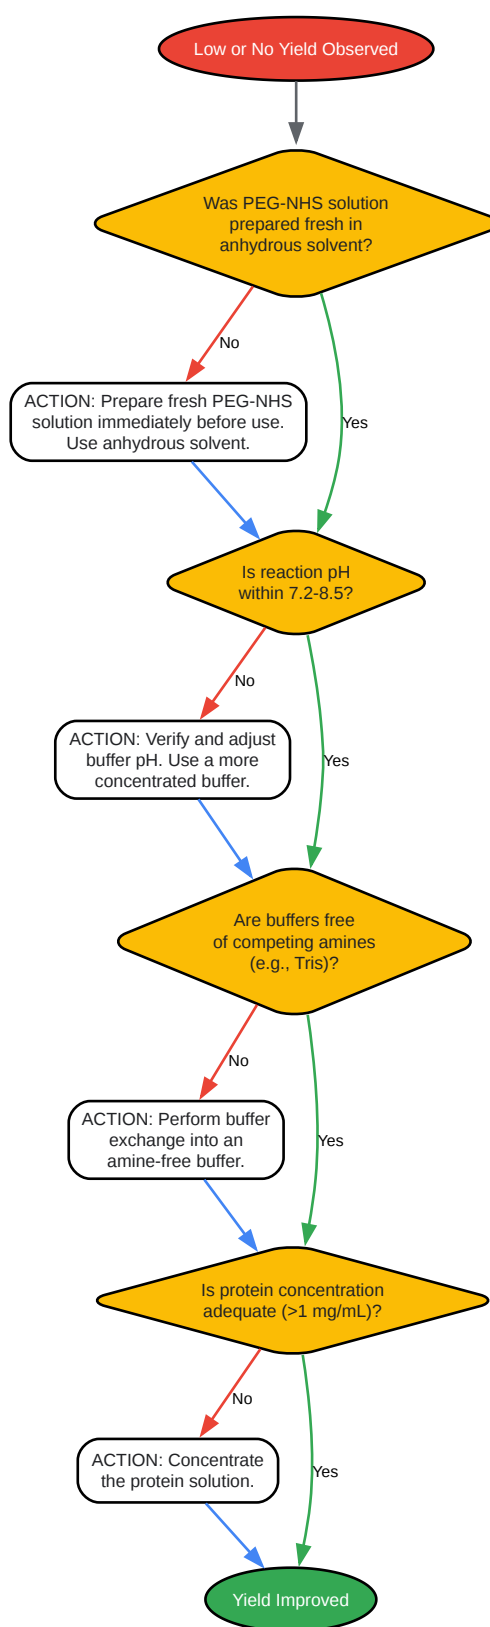 Low or No Yield Observed
Was PEG-NHS solution
prepared fresh in
anhydrous solvent?
No
Yes
ACTION: Prepare fresh PEG-NHS
solution immediately before use.
Use anhydrous solvent.
Is reaction pH
within 7.2-8.5?
No
Yes
ACTION: Verify and adjust
buffer pH. Use a more
concentrated buffer.
Are buffers free
of competing amines
(e.g., Tris)?
No
Yes
ACTION: Perform buffer
exchange into an
amine-free buffer.
Is protein concentration
adequate (>1 mg/mL)?
No
Yes
ACTION: Concentrate
the protein solution.
Yield Improved